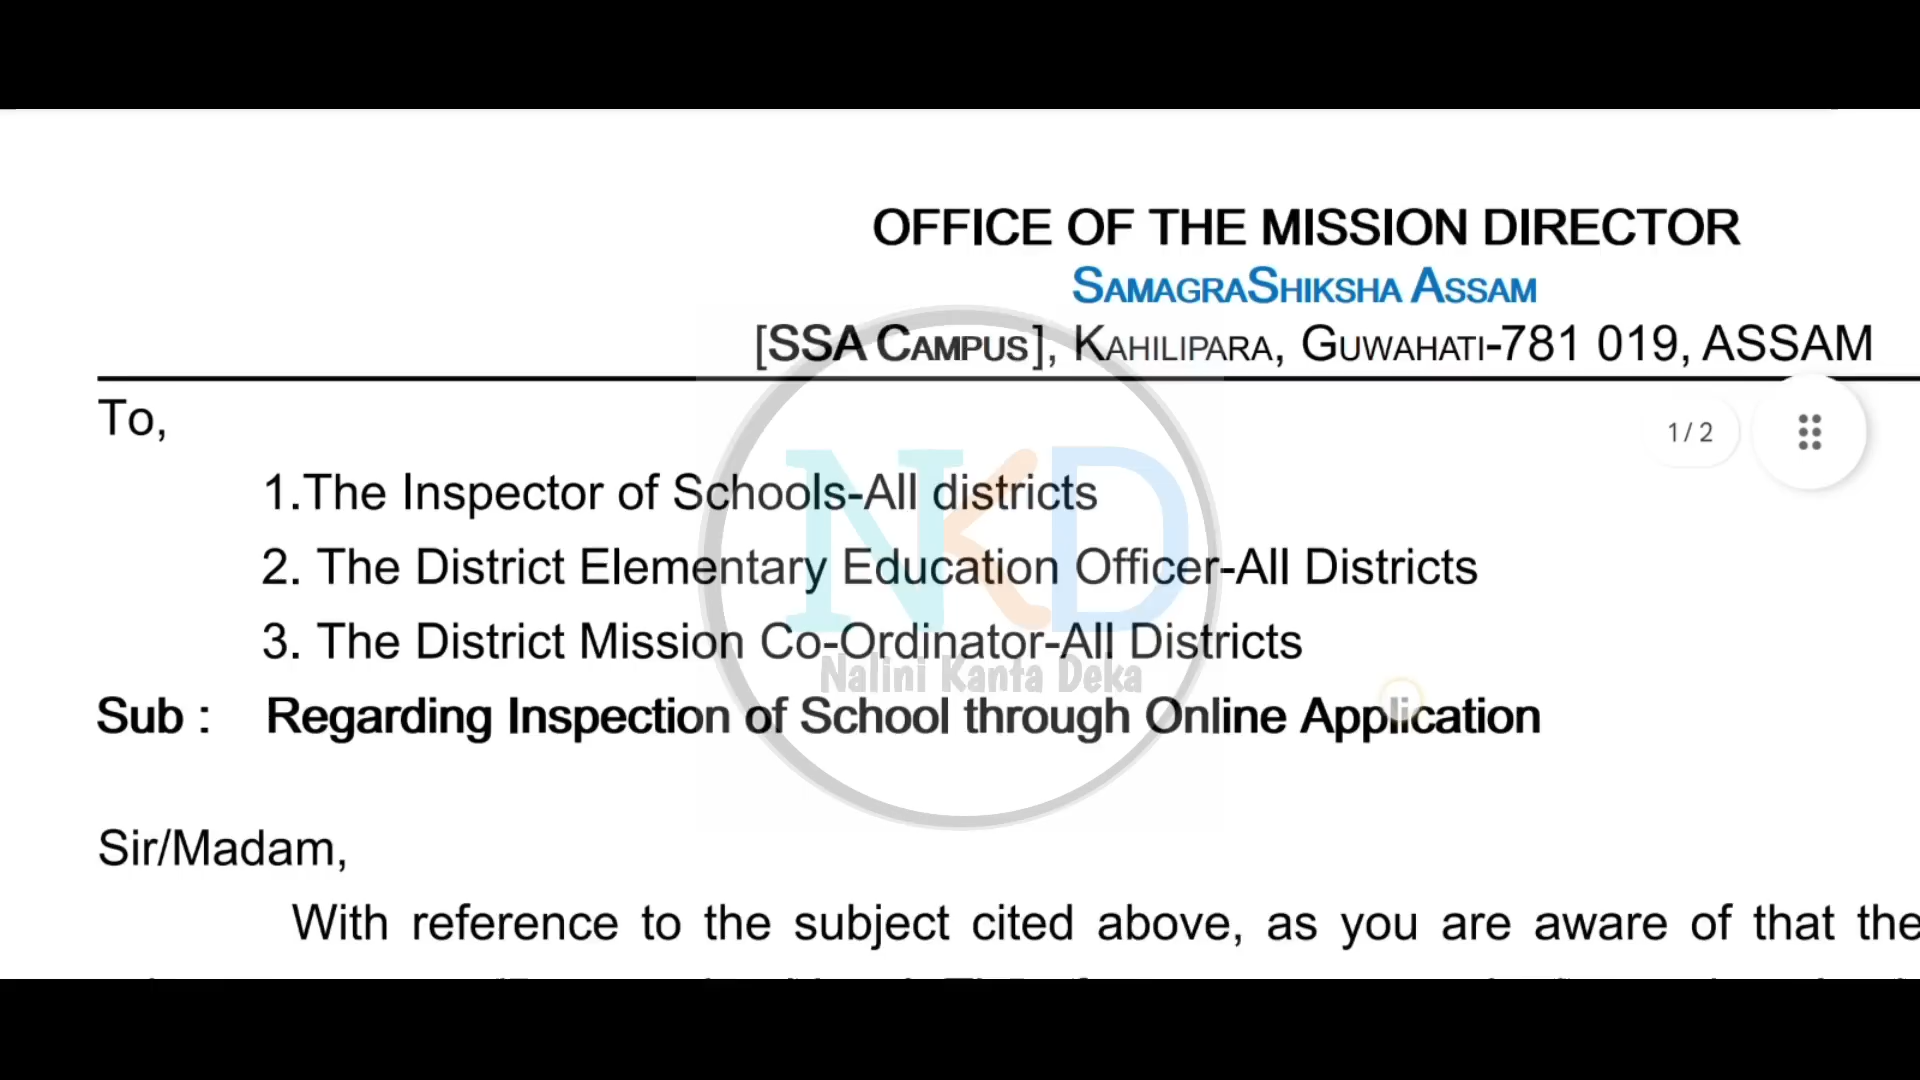 OFFICE OF THE MISSION DIRECTOR
SAMAGRASHIKSHA ASSAM
[SSA CAMPUS], KAHILIPARA, GUWAHATI-781 019, ASSAM
To,
1/2
1.The Inspector of Schools-All districts
2. The District Elementary Education Officer-All Districts
3. The District Mission Co-Ordinator-All Districts
NKD
Nalini Kanta Deka
Sub : Regarding Inspection of School through Online Application
Sir/Madam,
With reference to the subject cited above, as you are aware of that the